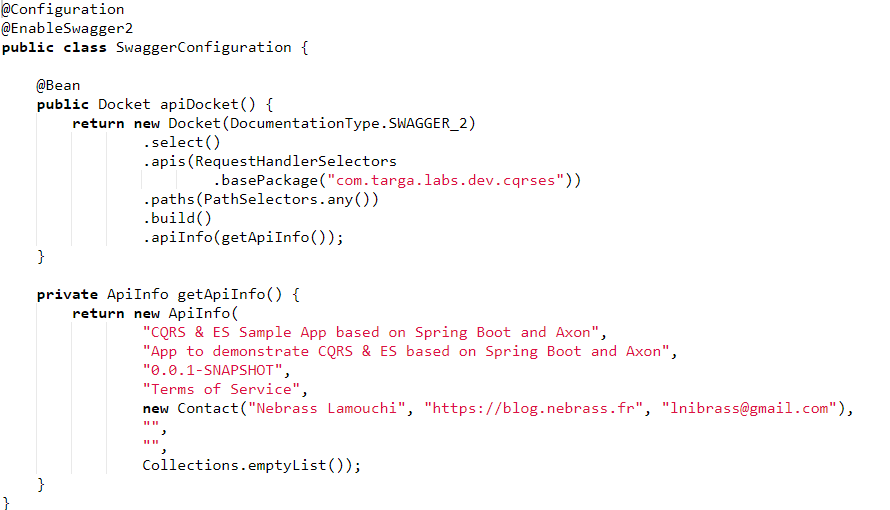 @Configuration
@EnableSwagger2
public class SwaggerConfiguration {
@Bean
public Docket apiDocket() {
return new Docket(DocumentationType.SWAGGER_2)
.select()
.apis(RequestHandlerSelectors
.basePackage("com.targa.labs.dev.cqrses"))
.paths(PathSelectors.any())
.build()
.apiInfo(getApiInfo());
}
private ApiInfo getApiInfo() {
return new ApiInfo(
"CQRS & ES Sample App based on Spring Boot and Axon",
"App to demonstrate CQRS & ES based on Spring Boot and Axon",
"0.0.1-SNAPSHOT",
"Terms of Service",
new Contact("Nebrass Lamouchi", "https://blog.nebrass.fr", "lnibrass@gmail.com"),
"",
"",
Collections.emptyList());
}
}